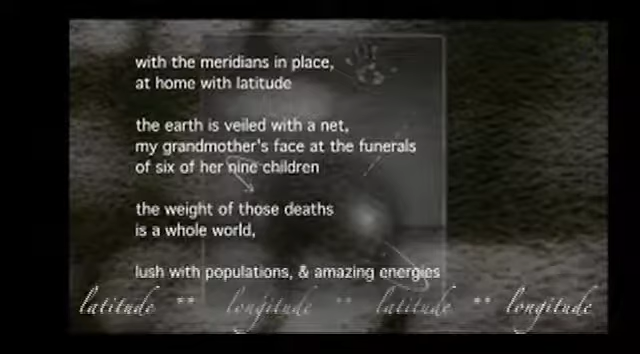 with the meridians in place,
at home with latitude
the earth is veiled with a net,
my grandmother's face at the funerals
of six of her nine children
the weight of those deaths
is a whole world,
lush with populations, & amazing energies
latitude ** longitude ** latitude ** longitude